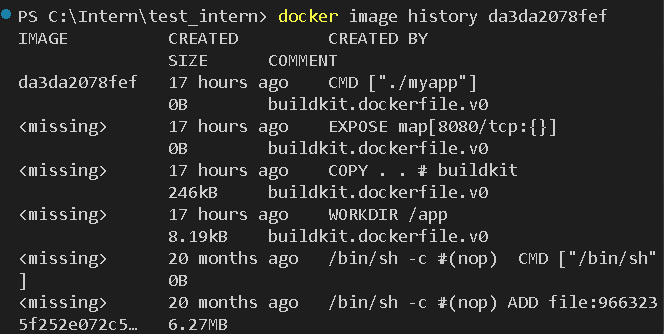 PS C:\Intern\test_intern> docker image history da3da2078fef
IMAGE CREATED CREATED BY
SIZE COMMENT
da3da2078fef 17 hours ago CMD ["./myapp"]
0B buildkit.dockerfile.v0
<missing> 17 hours ago EXPOSE map[8080/tcp:{}]
0B buildkit.dockerfile.v0
<missing> 17 hours ago COPY . . # buildkit
246kB buildkit.dockerfile.v0
<missing> 17 hours ago WORKDIR /app
8.19kB buildkit.dockerfile.v0
<missing> 20 months ago /bin/sh -c #(nop)  CMD ["/bin/sh"
] 0B
<missing> 20 months ago /bin/sh -c #(nop) ADD file:966323
5f252e072c5… 6.27MB